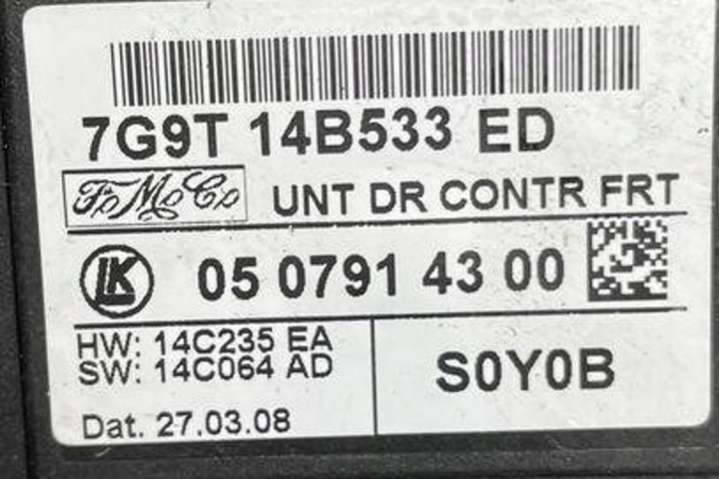 7G9T 14B533 ED
FoMoCo UNT DR CONTR FRT
LK 05 0791 43 00
HW: 14C235 EA
SW: 14C064 AD
S0Y0B
Dat. 27.03.08